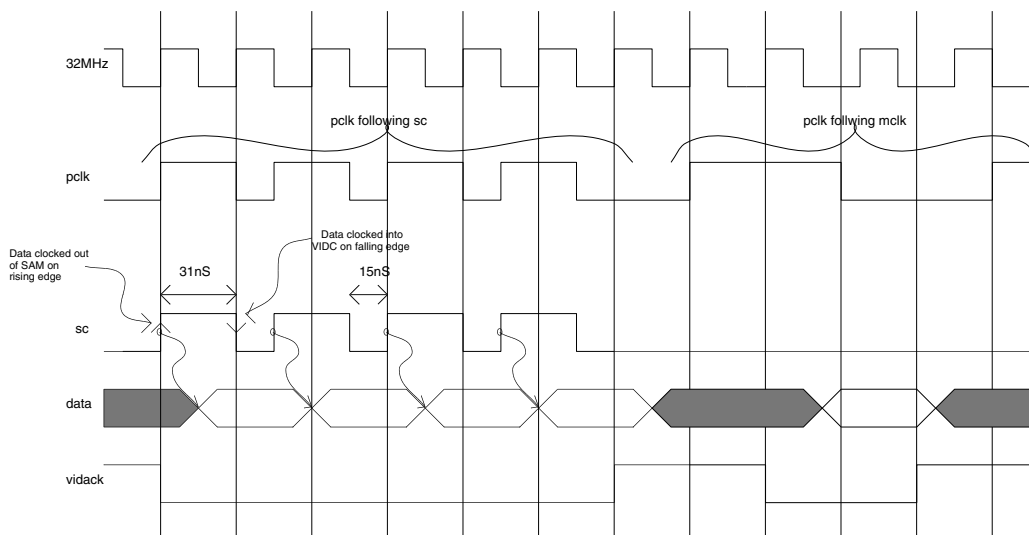 32MHz
pclk following sc
pclk follwing mclk
pclk
Data clocked into
VIDC on falling edge
Data clocked out
of SAM on
rising edge
31nS
15nS
sc
data
vidack